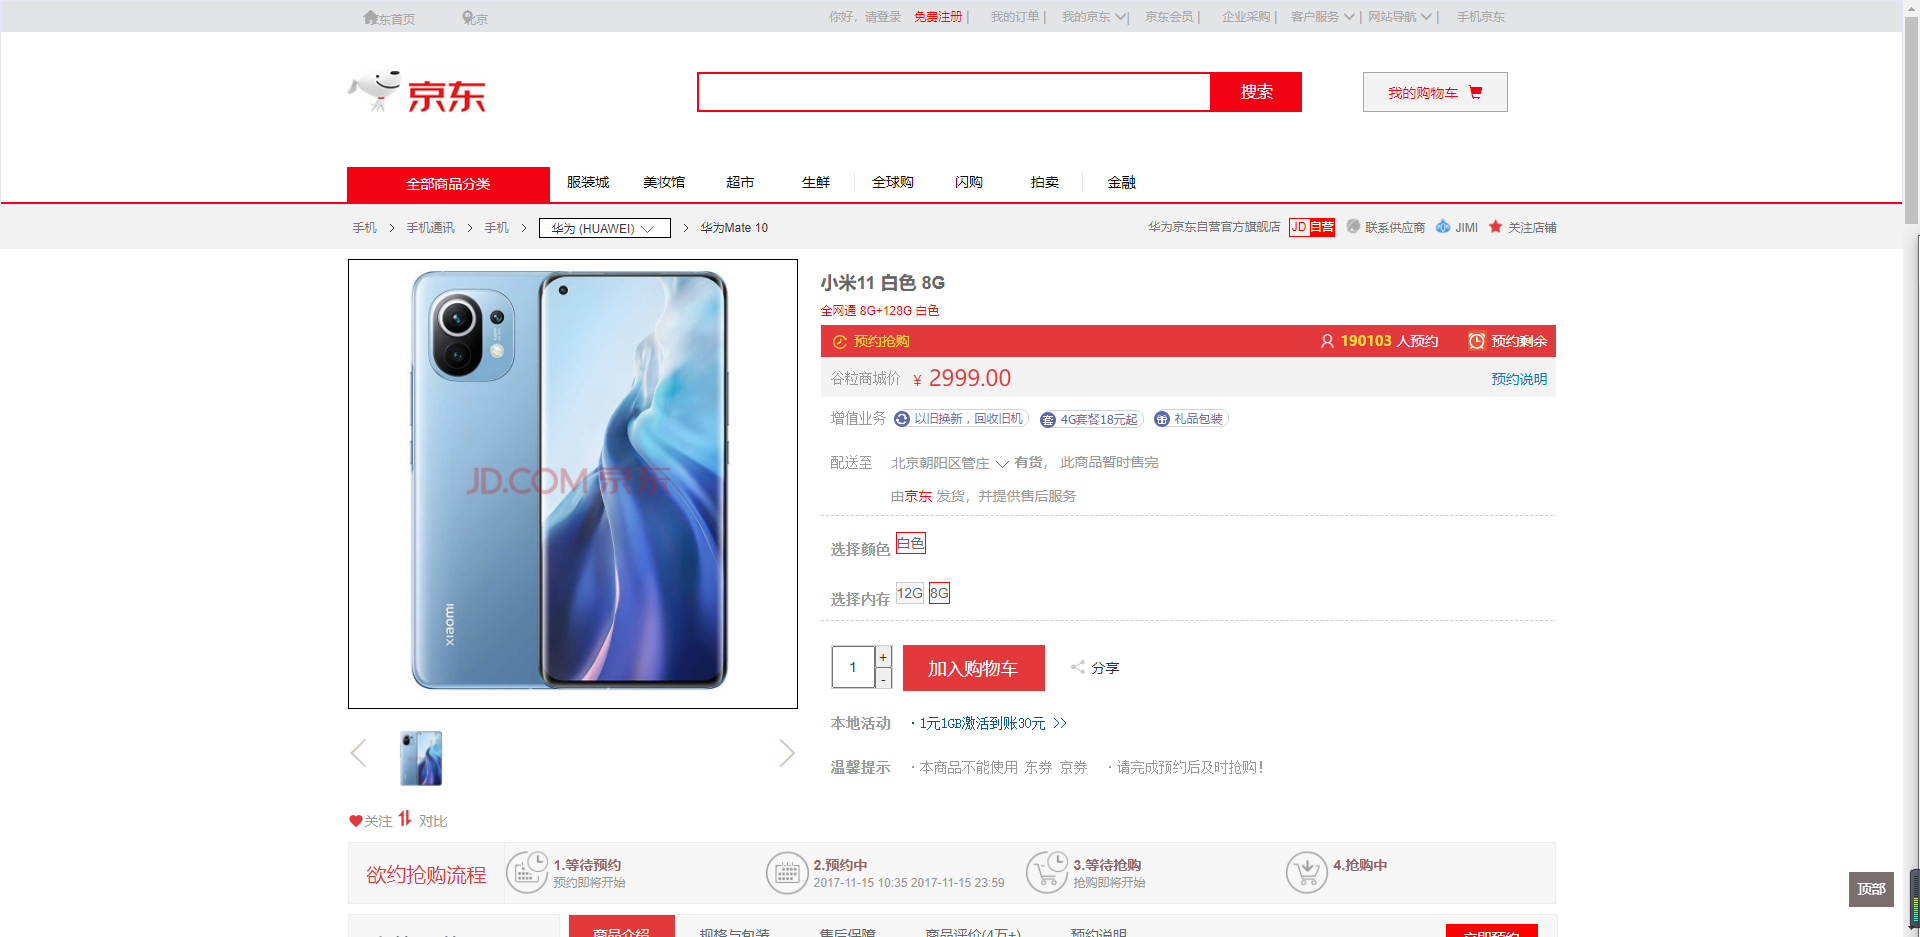 东首页 北京 你好，请登录 免费注册 | 我的订单 | 我的京东 | 京东会员 | 企业采购 | 客户服务 | 网站导航 | 手机京东
京东
搜索
我的购物车
全部商品分类 服装城 美妆馆 超市 生鲜 全球购 闪购 拍卖 金融
手机 手机通讯 手机 华为 (HUAWEI) 华为Mate 10 华为京东自营官方旗舰店 JD 自营 联系供应商 JIMI 关注店铺
小米11 白色 8G
全网通 8G+128G 白色
预约抢购 190103 人预约 预约剩余
谷粒商城价 ¥ 2999.00 预约说明
增值业务 以旧换新，回收旧机 套 4G套餐18元起 礼品包装
配送至 北京朝阳区管庄 有货， 此商品暂时售完
由京东 发货，并提供售后服务
选择颜色 白色
选择内存 12G 8G
1 + -
加入购物车 分享
本地活动 · 1元1GB激活到账30元 >>
温馨提示 · 本商品不能使用 东券 京券 · 请完成预约后及时抢购！
JD.COM 京东
xiaomi
关注 对比
欲约抢购流程
1.等待预约
预约即将开始
2.预约中
2017-11-15 10:35 2017-11-15 23:59
3.等待抢购
抢购即将开始
4.抢购中
顶部
商品介绍 规格与包装 售后保障 商品评价(4万+) 预约说明 立即预约